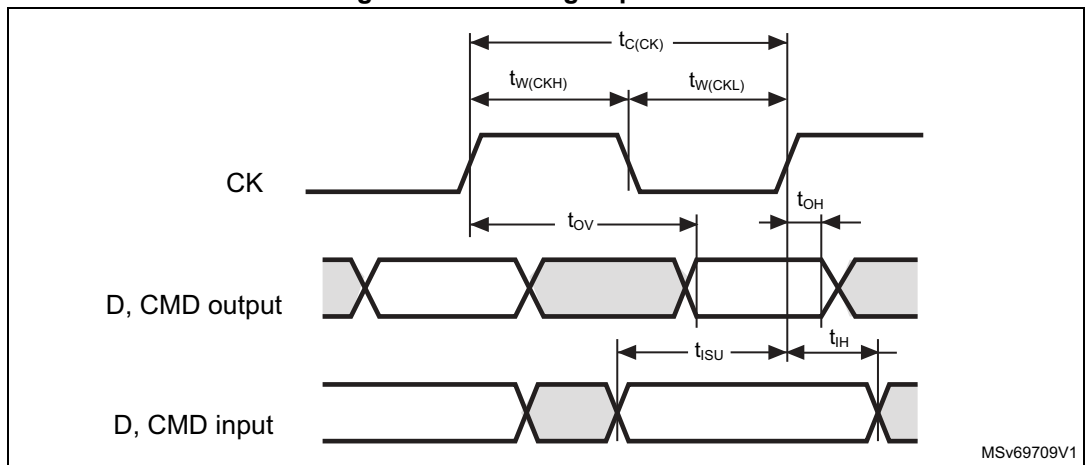 tC(CK)
tW(CKH)
tW(CKL)
CK
tOH
tOV
D, CMD output
tISU
tIH
D, CMD input
MSv69709V1